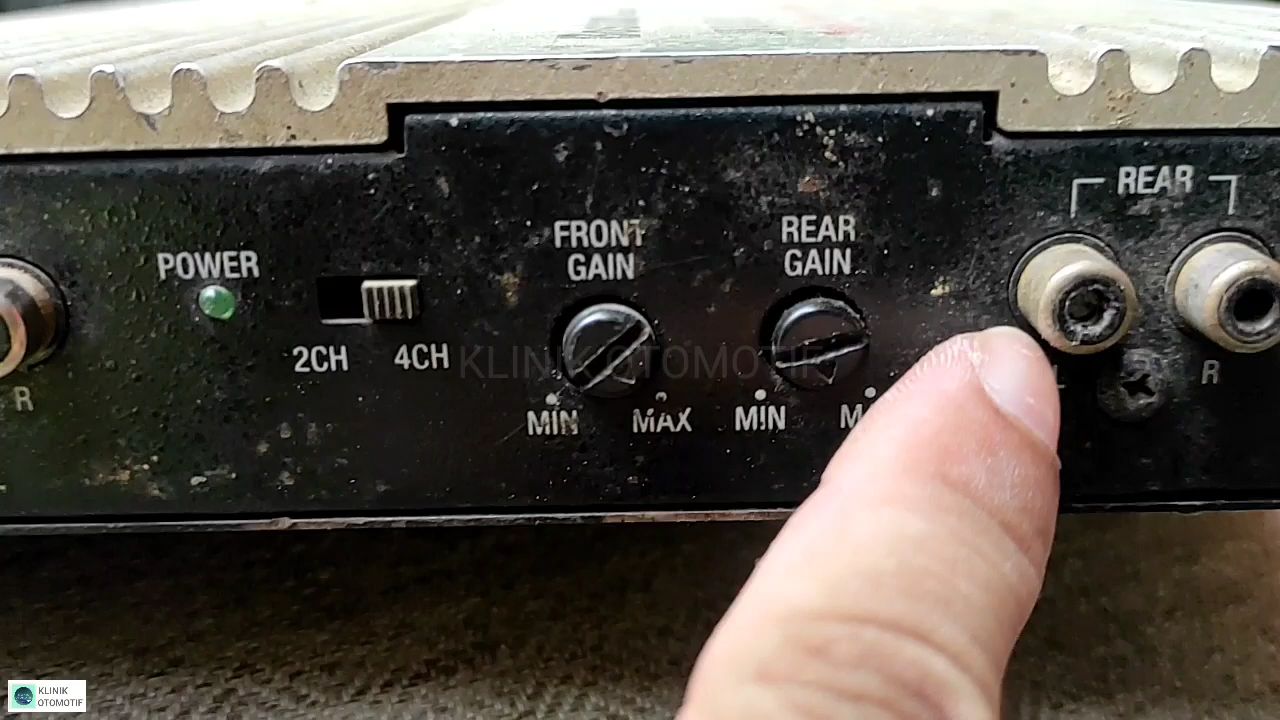 REAR
FRONT
GAIN
REAR
GAIN
POWER
2CH
4CH
KLINIK OTOMOTIF
L
R
R
MIN
MAX
MIN
KLINIK
OTOMOTIF